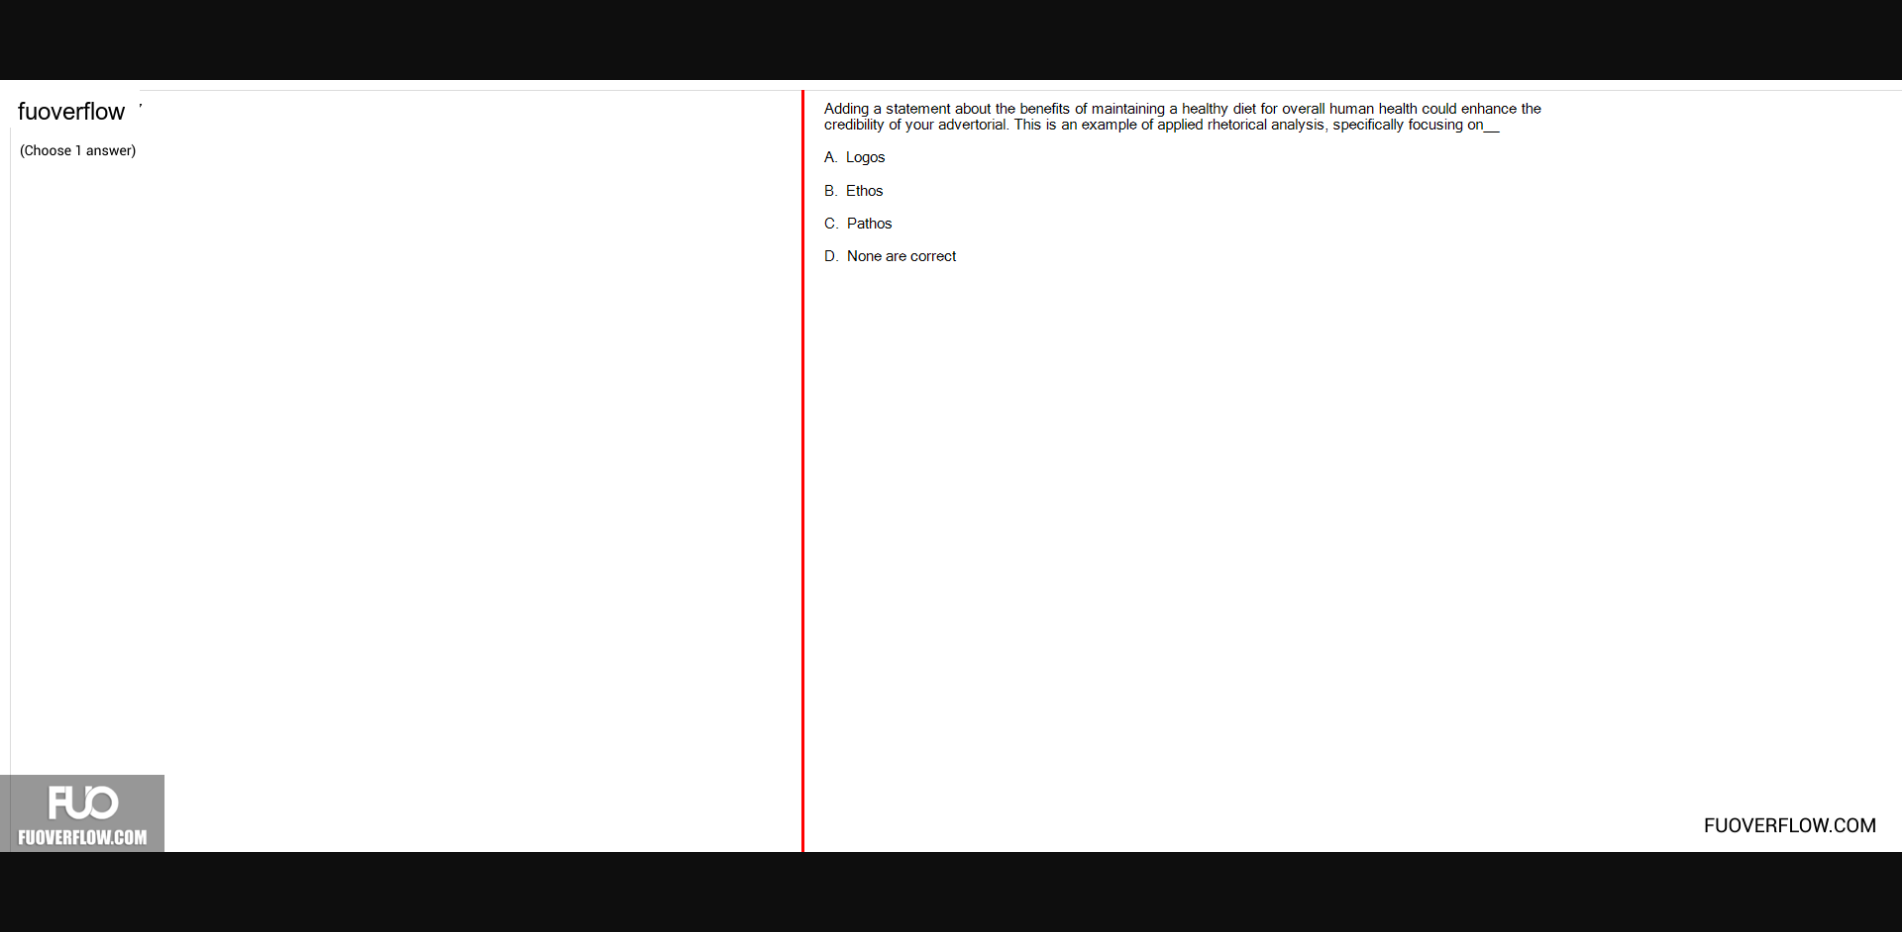 fuoverflow
(Choose 1 answer)
Adding a statement about the benefits of maintaining a healthy diet for overall human health could enhance the
credibility of your advertorial. This is an example of applied rhetorical analysis, specifically focusing on__
A. Logos
B. Ethos
C. Pathos
D. None are correct
FUO
FUOVERFLOW.COM
FUOVERFLOW.COM